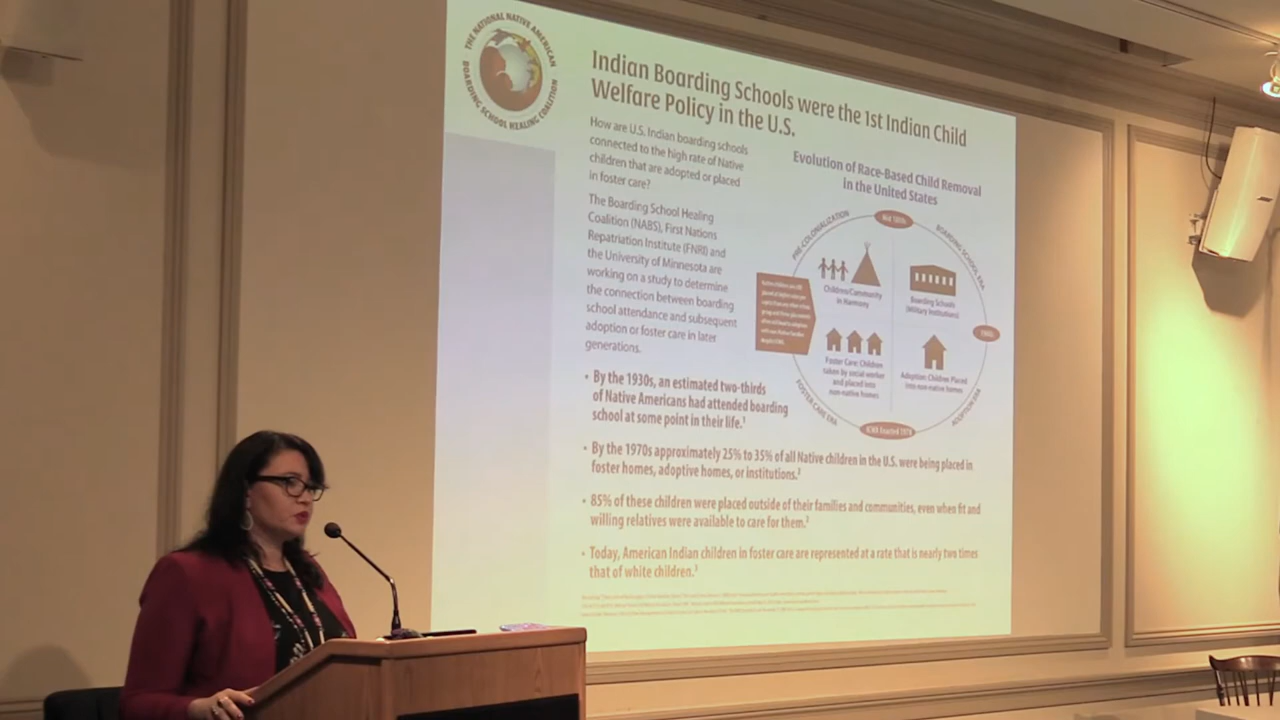 THE NATIONAL NATIVE AMERICAN
BOARDING SCHOOL HEALING COALITION
Indian Boarding Schools were the 1st Indian Child
Welfare Policy in the U.S.
How are U.S. Indian boarding schools
connected to the high rate of Native
children that are adopted or placed
in foster care?
The Boarding School Healing
Coalition (NABS), First Nations
Repatriation Institute (FNRI) and
the University of Minnesota are
working on a study to determine
the connection between boarding
school attendance and subsequent
adoption or foster care in later
generations.
Evolution of Race-Based Child Removal
in the United States
PRE-COLONIALIZATION
BOARDING SCHOOL ERA
Children/Community
in Harmony
Boarding Schools
(Military Institutions)
Foster Care: Children
taken by social worker
and placed into
non-native homes
Adoption: Children Placed
into non-native homes
FOSTER CARE ERA
ADOPTION ERA
ICWA Enacted 1978
• By the 1930s, an estimated two-thirds
of Native Americans had attended boarding
school at some point in their life.¹
• By the 1970s approximately 25% to 35% of all Native children in the U.S. were being placed in
foster homes, adoptive homes, or institutions.²
• 85% of these children were placed outside of their families and communities, even when fit and
willing relatives were available to care for them.²
• Today, American Indian children in foster care are represented at a rate that is nearly two times
that of white children.³